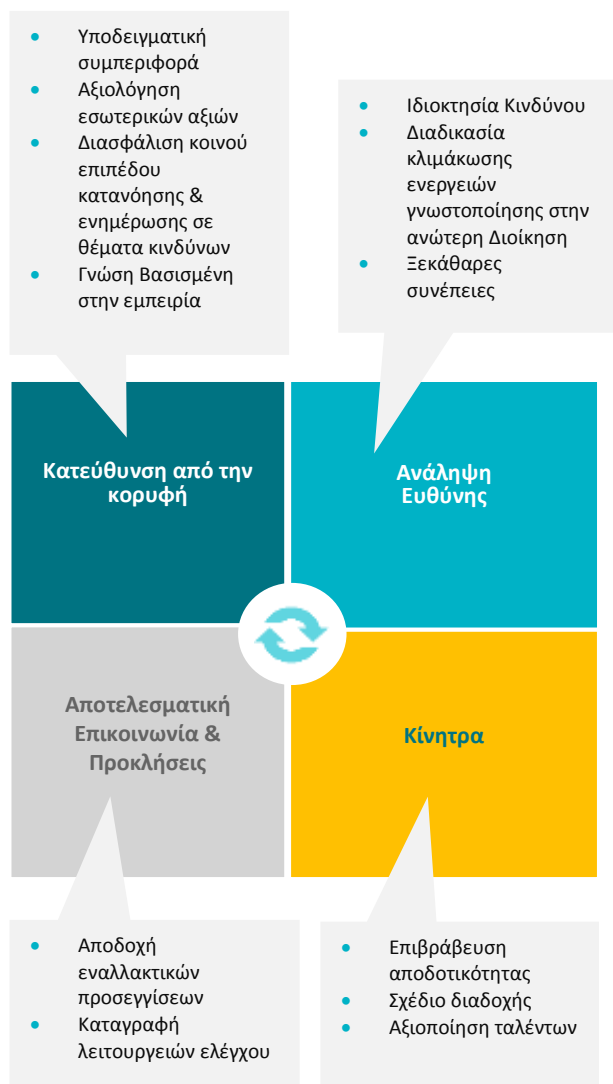 • Υποδειγματική
συμπεριφορά
• Αξιολόγηση
εσωτερικών αξιών
• Διασφάλιση κοινού
επιπέδου
κατανόησης &
ενημέρωσης σε
θέματα κινδύνων
• Γνώση Βασισμένη
στην εμπειρία
• Ιδιοκτησία Κινδύνου
• Διαδικασία
κλιμάκωσης
ενεργειών
γνωστοποίησης στην
ανώτερη Διοίκηση
• Ξεκάθαρες
συνέπειες
Κατεύθυνση από την
κορυφή
Ανάληψη
Ευθύνης
Αποτελεσματική
Επικοινωνία &
Προκλήσεις
Κίνητρα
• Αποδοχή
εναλλακτικών
προσεγγίσεων
• Καταγραφή
λειτουργειών ελέγχου
• Επιβράβευση
αποδοτικότητας
• Σχέδιο διαδοχής
• Αξιοποίηση ταλέντων